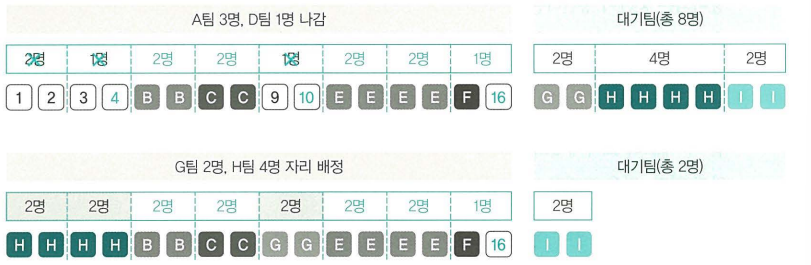 A팀 3명, D팀 1명 나감 대기팀(총 8명)
2명 1명 2명 2명 1명 2명 2명 1명 2명 4명 2명
1 2 3 4 B B C C 9 10 E E E E F 16 G G H H H H I I
G팀 2명, H팀 4명 자리 배정 대기팀(총 2명)
2명 2명 2명 2명 2명 2명 2명 1명 2명
H H H H B B C C G G E E E E F 16 I I